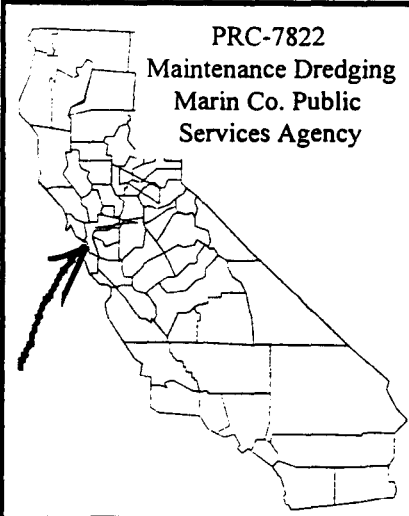 PRC-7822
Maintenance Dredging
Marin Co. Public
Services Agency